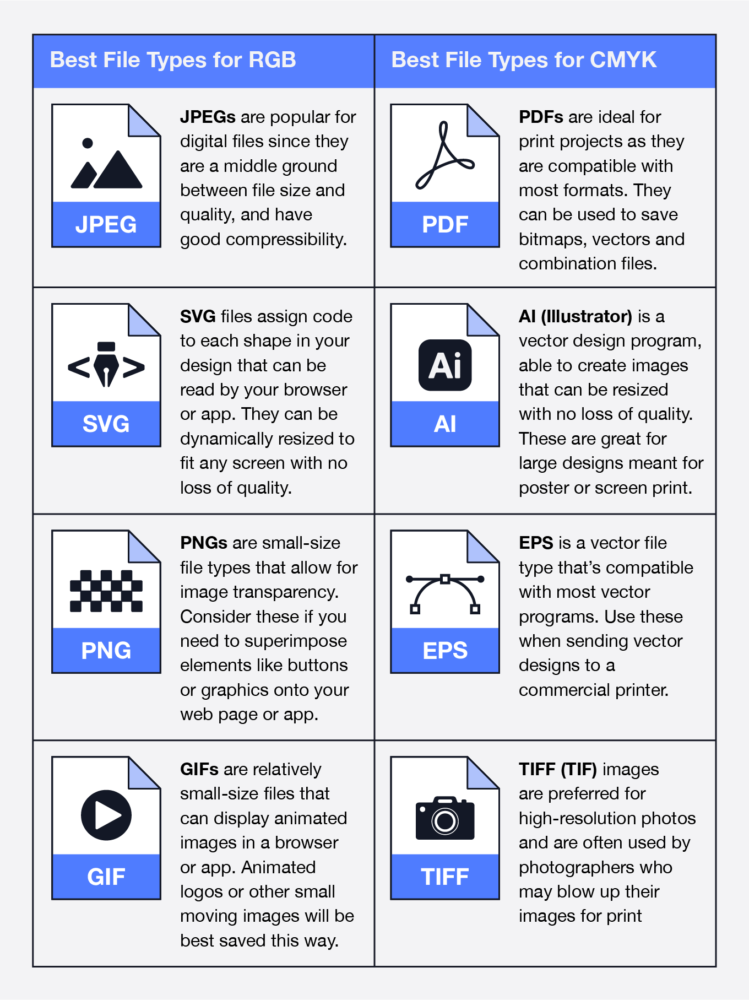 Best File Types for RGB
Best File Types for CMYK
JPEG
JPEGs are popular for
digital files since they
are a middle ground
between file size and
quality, and have
good compressibility.
PDF
PDFs are ideal for
print projects as they
are compatible with
most formats. They
can be used to save
bitmaps, vectors and
combination files.
SVG
SVG files assign code
to each shape in your
design that can be
read by your browser
or app. They can be
dynamically resized to
fit any screen with no
loss of quality.
Ai
AI
AI (Illustrator) is a
vector design program,
able to create images
that can be resized
with no loss of quality.
These are great for
large designs meant for
poster or screen print.
PNG
PNGs are small-size
file types that allow for
image transparency.
Consider these if you
need to superimpose
elements like buttons
or graphics onto your
web page or app.
EPS
EPS is a vector file
type that’s compatible
with most vector
programs. Use these
when sending vector
designs to a
commercial printer.
GIF
GIFs are relatively
small-size files that
can display animated
images in a browser
or app. Animated
logos or other small
moving images will be
best saved this way.
TIFF
TIFF (TIF) images
are preferred for
high-resolution photos
and are often used by
photographers who
may blow up their
images for print